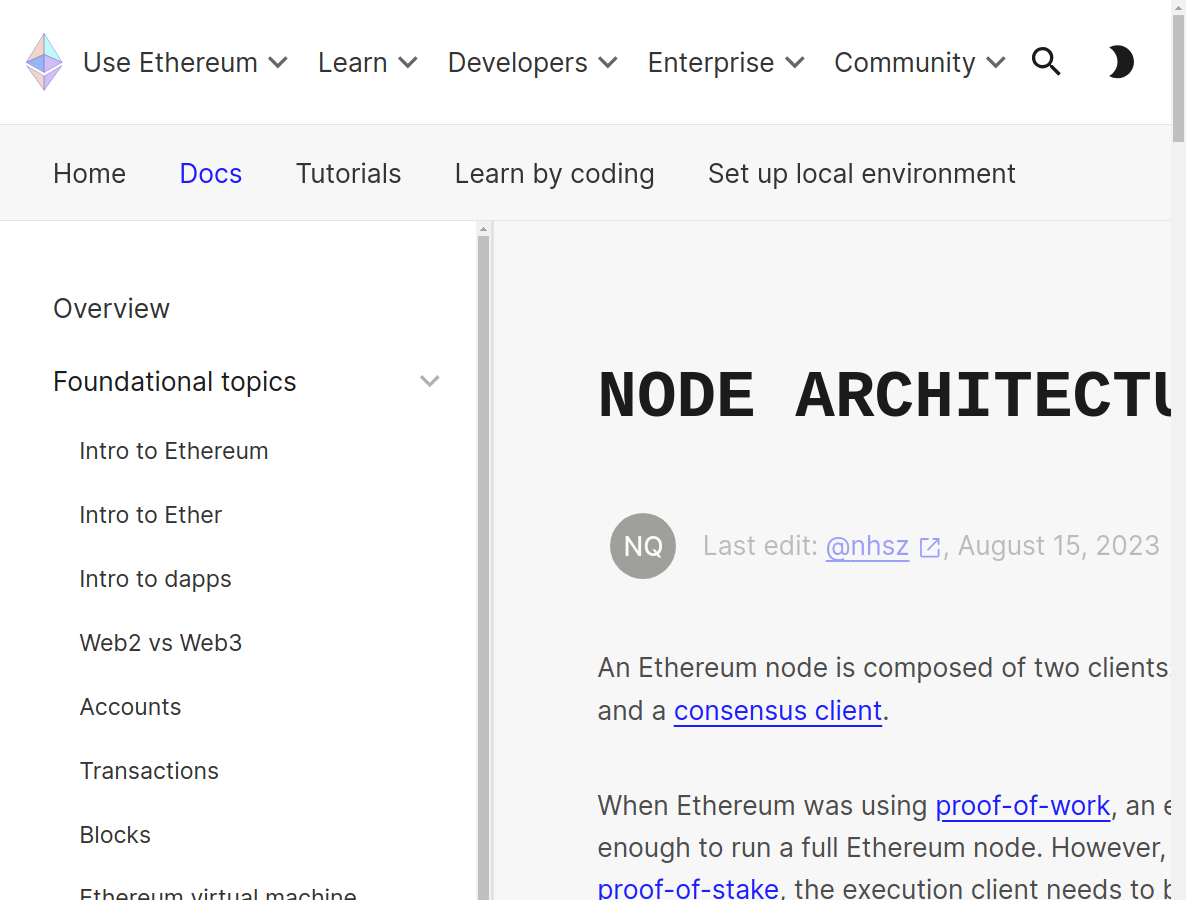 Use Ethereum Learn Developers Enterprise Community
Home Docs Tutorials Learn by coding Set up local environment
Overview
Foundational topics
Intro to Ethereum
Intro to Ether
Intro to dapps
Web2 vs Web3
Accounts
Transactions
Blocks
Ethereum virtual machine
NODE ARCHITECTU
NQ
Last edit: @nhsz, August 15, 2023
An Ethereum node is composed of two clients:
and a consensus client.
When Ethereum was using proof-of-work, an e
enough to run a full Ethereum node. However,
proof-of-stake, the execution client needs to b